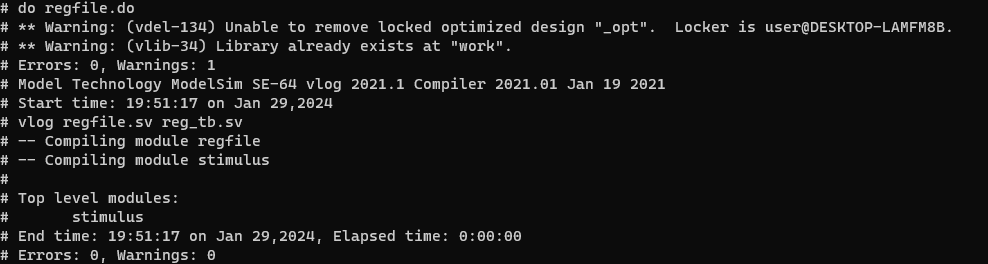 # do regfile.do
# ** Warning: (vdel-134) Unable to remove locked optimized design "_opt".  Locker is user@DESKTOP-LAMFM8B.
# ** Warning: (vlib-34) Library already exists at "work".
# Errors: 0, Warnings: 1
# Model Technology ModelSim SE-64 vlog 2021.1 Compiler 2021.01 Jan 19 2021
# Start time: 19:51:17 on Jan 29,2024
# vlog regfile.sv reg_tb.sv
# -- Compiling module regfile
# -- Compiling module stimulus
#
# Top level modules:
#       stimulus
# End time: 19:51:17 on Jan 29,2024, Elapsed time: 0:00:00
# Errors: 0, Warnings: 0